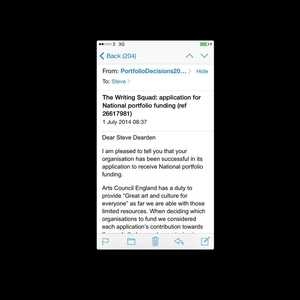 3G
Back (204)
From: PortfolioDecisions20... Hide
To: Steve
The Writing Squad: application for
National portfolio funding (ref
26617981)
1 July 2014 08:37
Dear Steve Dearden
I am pleased to tell you that your
organisation has been successful in its
application to receive National portfolio
funding.
Arts Council England has a duty to
provide “Great art and culture for
everyone” as far as we are able with those
limited resources. When deciding which
organisations to fund we considered
each application's contribution towards